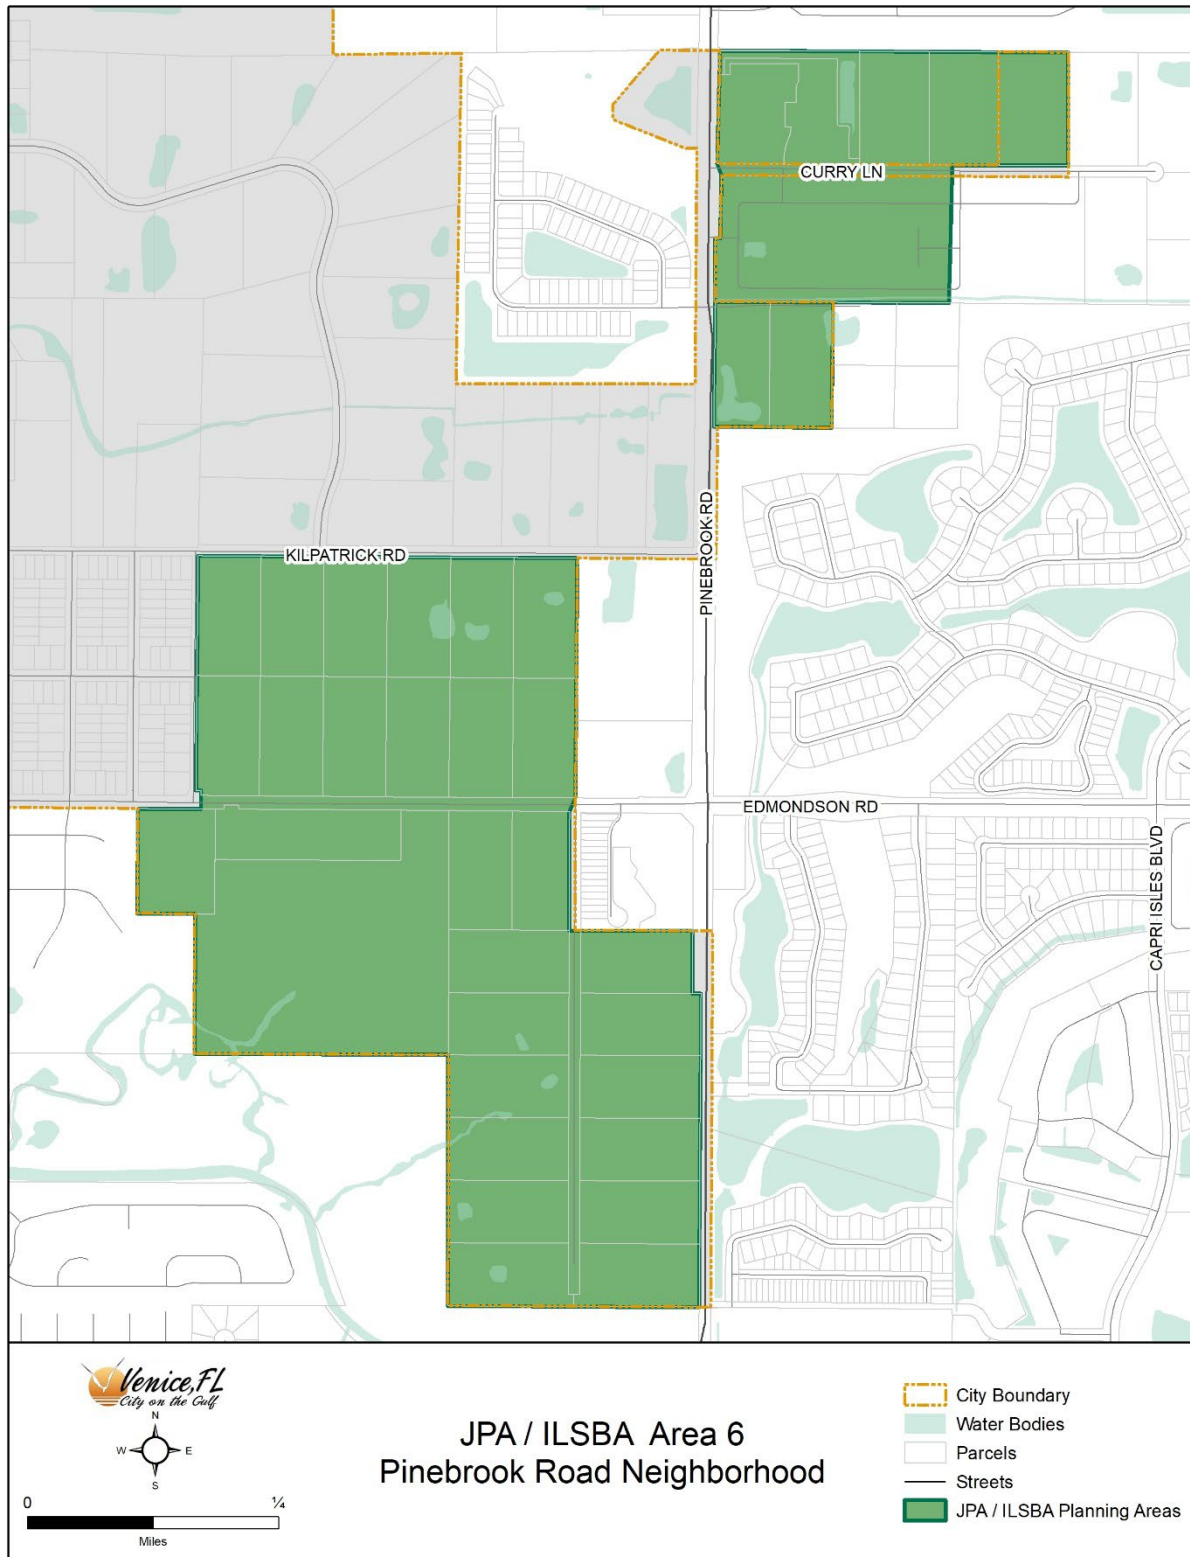 CURRY LN
PINEBROOK RD
KILPATRICK RD
EDMONDSON RD
CAPRI ISLES BLVD
Venice, FL
City on the Gulf
N
W E
S
0 ¼
Miles
JPA / ILSBA Area 6
Pinebrook Road Neighborhood
City Boundary
Water Bodies
Parcels
Streets
JPA / ILSBA Planning Areas